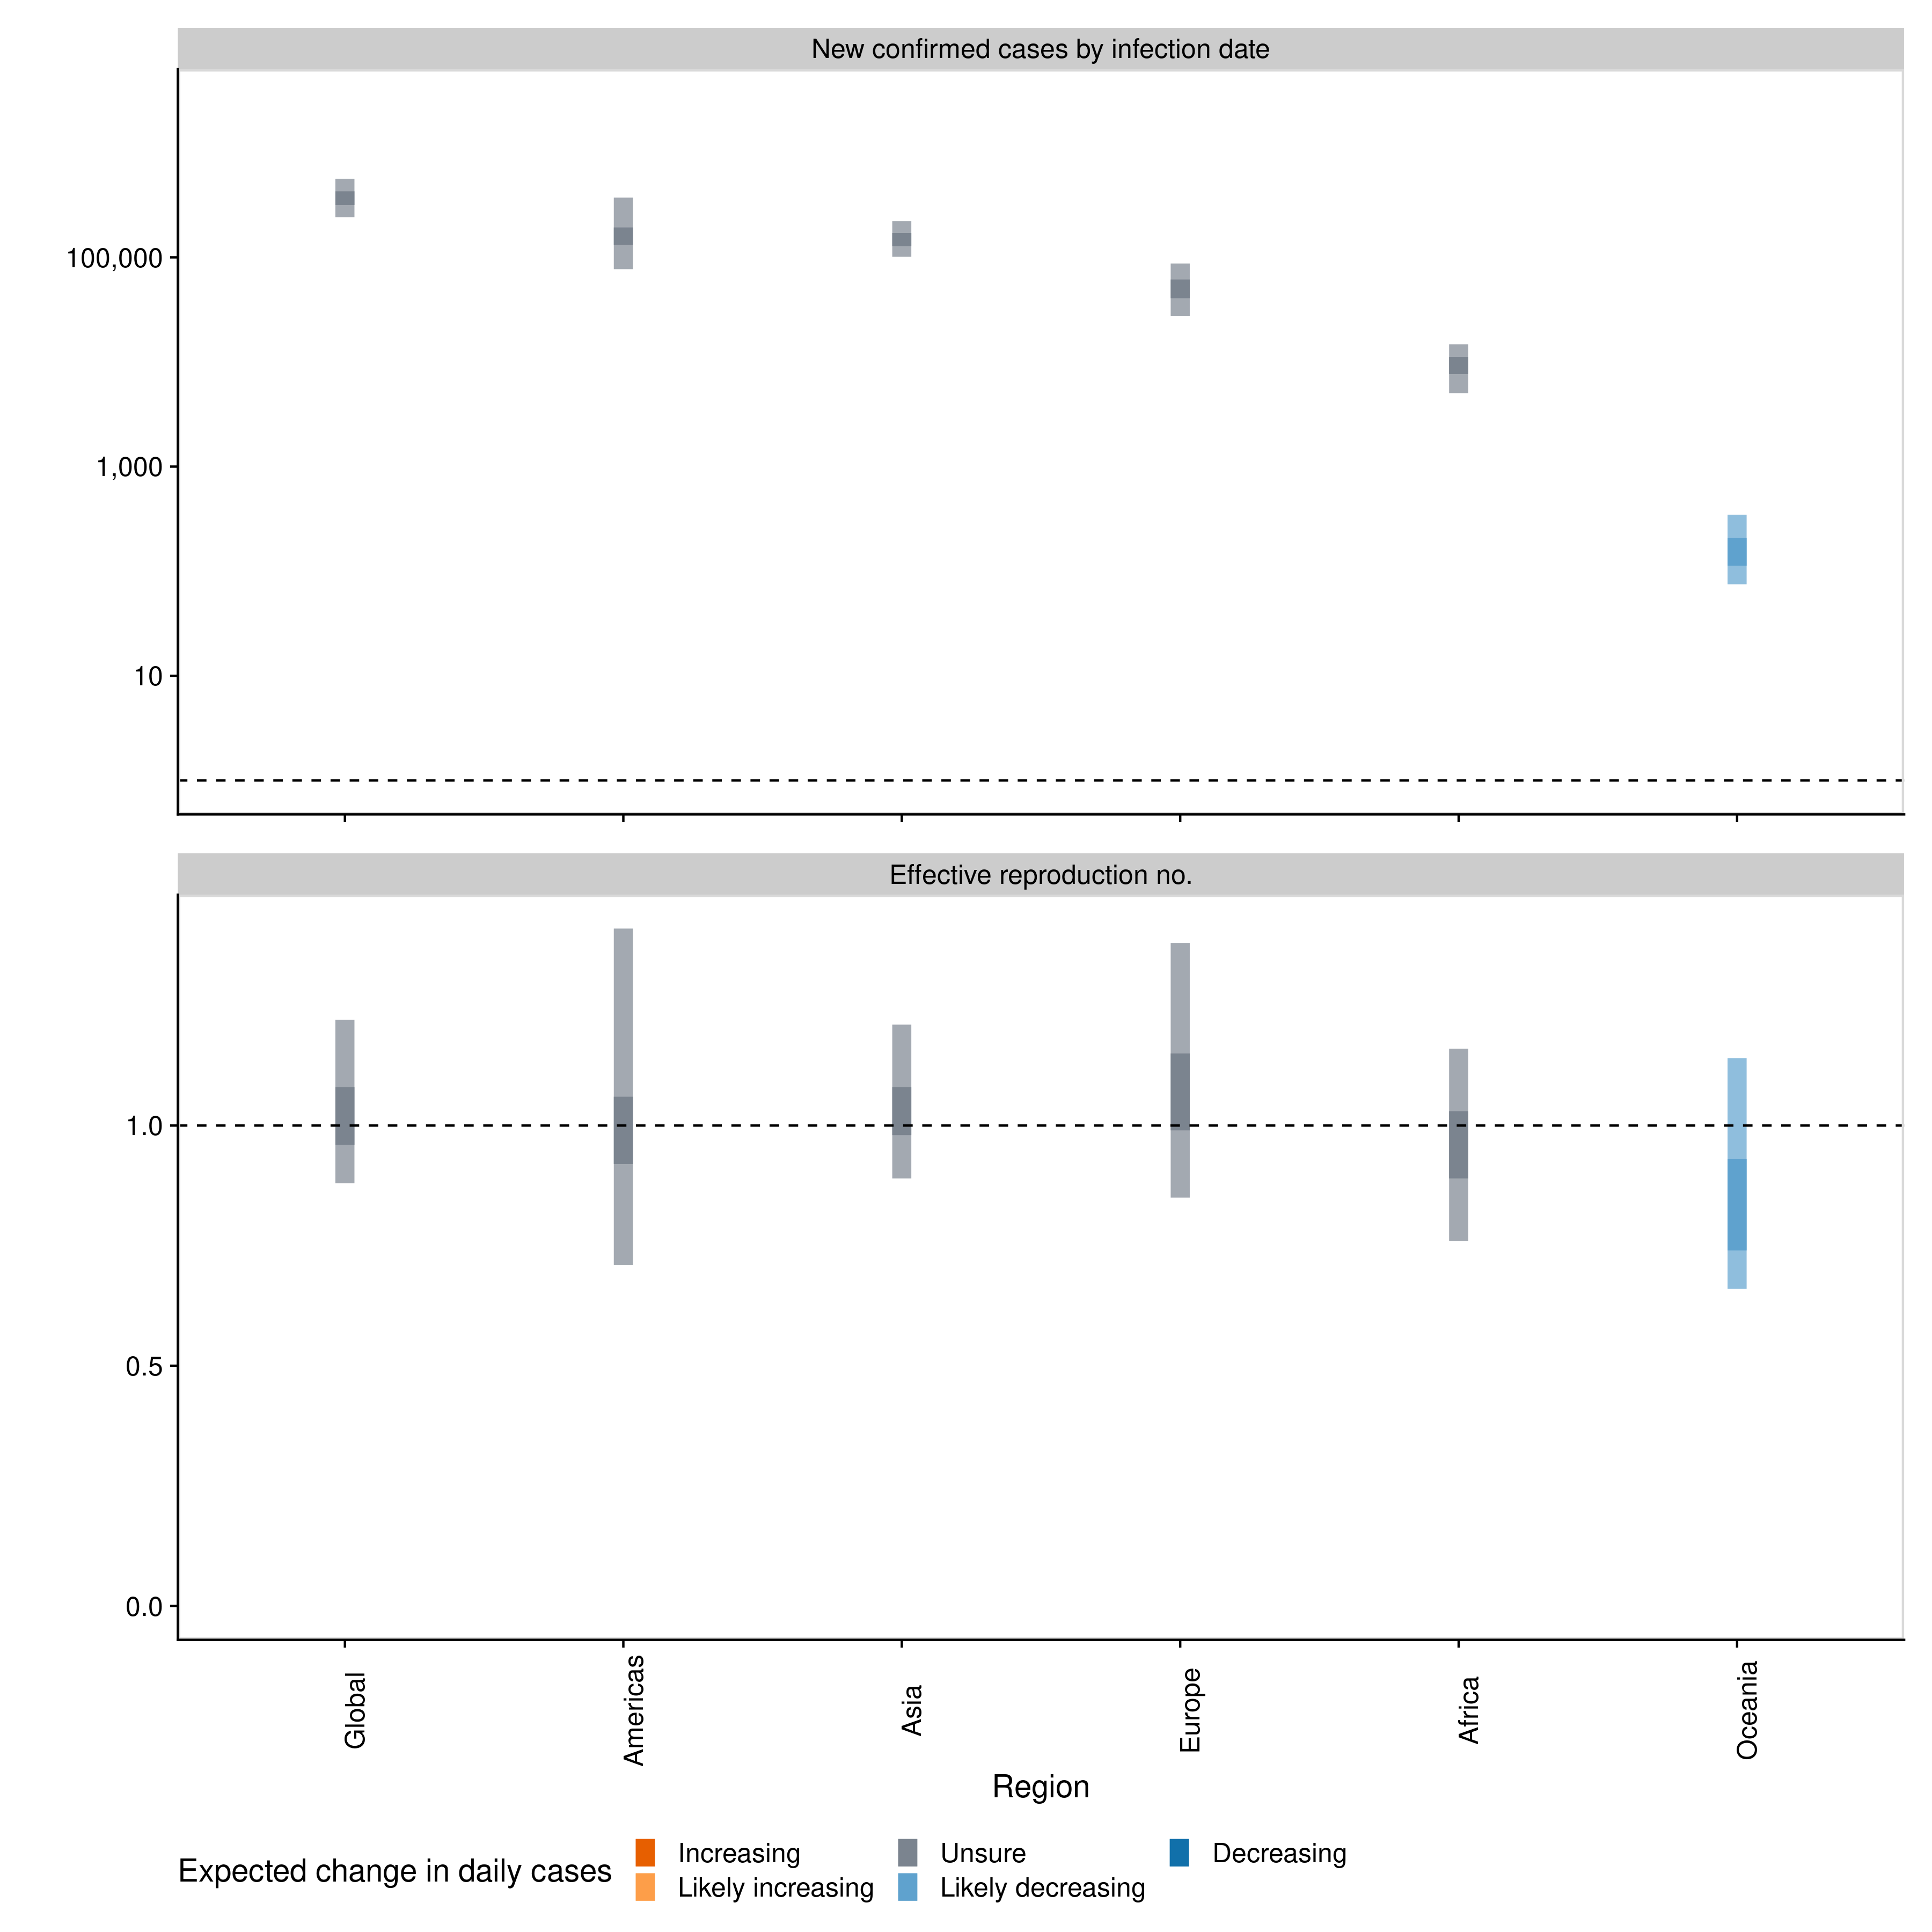 New confirmed cases by infection date
100,000
1,000
10
Effective reproduction no.
1.0
0.5
0.0
Global
Americas
Asia
Europe
Africa
Oceania
Region
Expected change in daily cases
Increasing
Likely increasing
Unsure
Likely decreasing
Decreasing